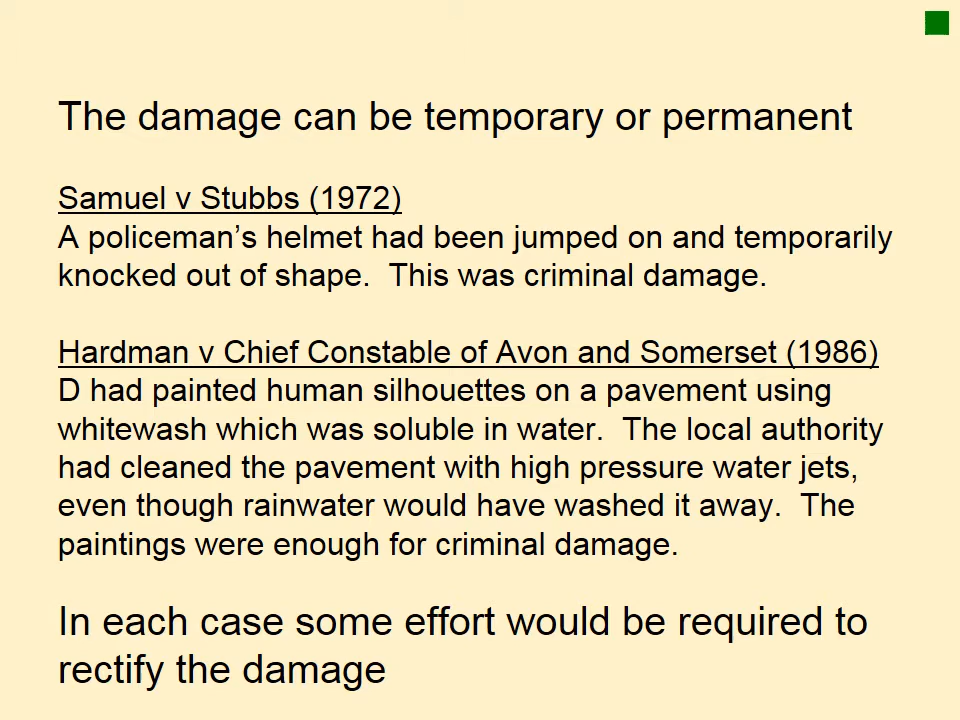 The damage can be temporary or permanent
Samuel v Stubbs (1972)
A policeman’s helmet had been jumped on and temporarily
knocked out of shape.  This was criminal damage.
Hardman v Chief Constable of Avon and Somerset (1986)
D had painted human silhouettes on a pavement using
whitewash which was soluble in water.  The local authority
had cleaned the pavement with high pressure water jets,
even though rainwater would have washed it away.  The
paintings were enough for criminal damage.
In each case some effort would be required to
rectify the damage